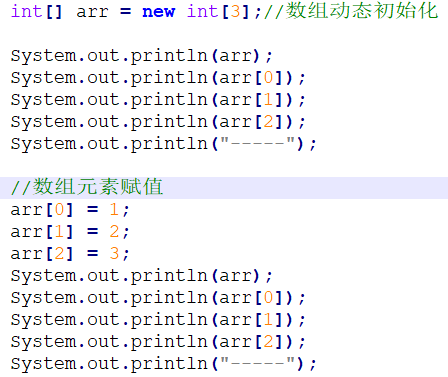 int[] arr = new int[3];//数组动态初始化
System.out.println(arr);
System.out.println(arr[0]);
System.out.println(arr[1]);
System.out.println(arr[2]);
System.out.println("-----");
//数组元素赋值
arr[0] = 1;
arr[1] = 2;
arr[2] = 3;
System.out.println(arr);
System.out.println(arr[0]);
System.out.println(arr[1]);
System.out.println(arr[2]);
System.out.println("-----");